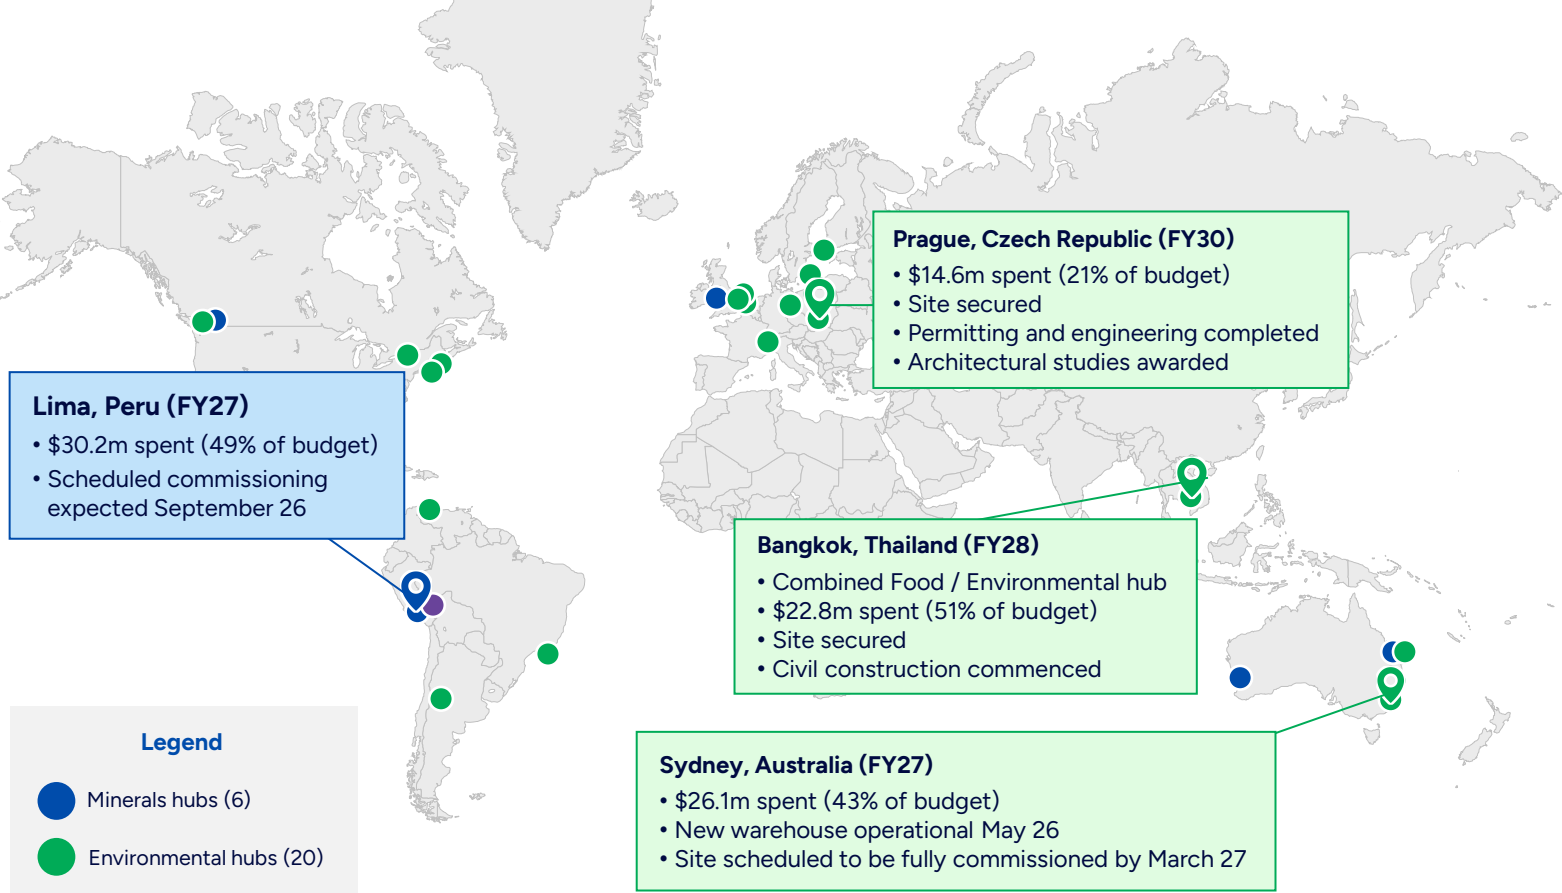 Prague, Czech Republic (FY30)
• $14.6m spent (21% of budget)
• Site secured
• Permitting and engineering completed
• Architectural studies awarded
Lima, Peru (FY27)
• $30.2m spent (49% of budget)
• Scheduled commissioning
expected September 26
Bangkok, Thailand (FY28)
• Combined Food / Environmental hub
• $22.8m spent (51% of budget)
• Site secured
• Civil construction commenced
Sydney, Australia (FY27)
• $26.1m spent (43% of budget)
• New warehouse operational May 26
• Site scheduled to be fully commissioned by March 27
Legend
Minerals hubs (6)
Environmental hubs (20)